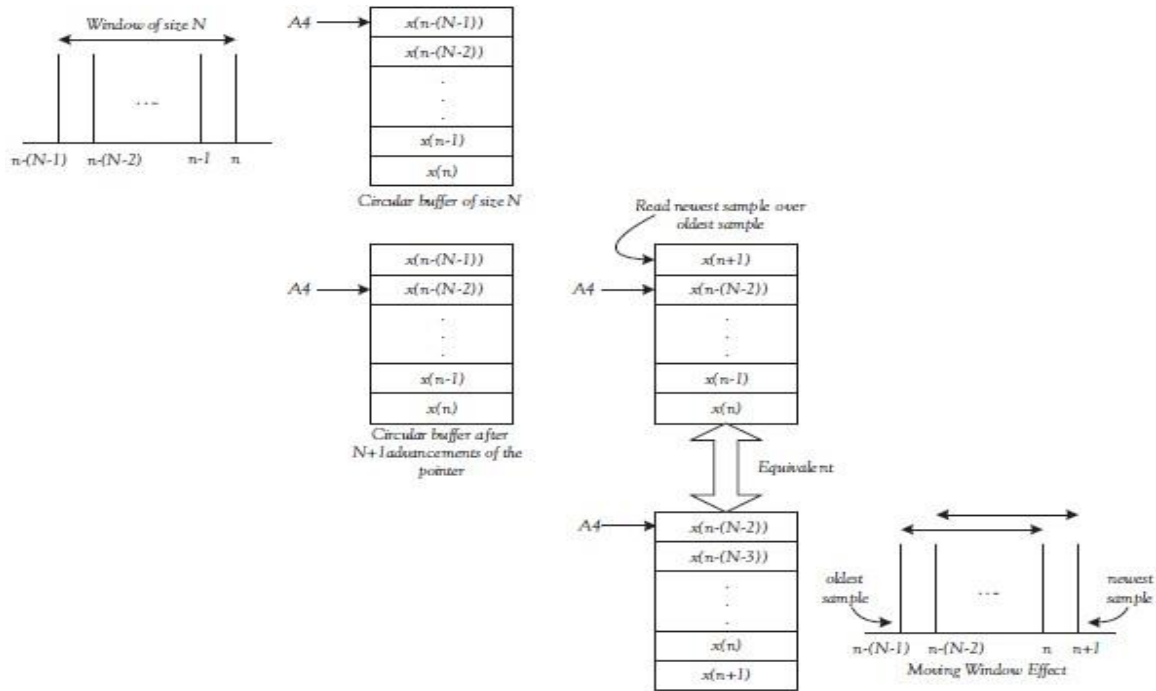 Window of size N
n-(N-1)
n-(N-2)
...
n-1
n
A4
x(n-(N-1))
x(n-(N-2))
.
.
.
x(n-1)
x(n)
Circular buffer of size N
A4
x(n-(N-1))
x(n-(N-2))
.
.
.
x(n-1)
x(n)
Circular buffer after
N+1advancements of the
pointer
Read newest sample over
oldest sample
A4
x(n+1)
x(n-(N-2))
.
.
.
x(n-1)
x(n)
Equivalent
A4
x(n-(N-2))
x(n-(N-3))
.
.
.
x(n)
x(n+1)
oldest
sample
...
newest
sample
n-(N-1)
n-(N-2)
n
n+1
Moving Window Effect